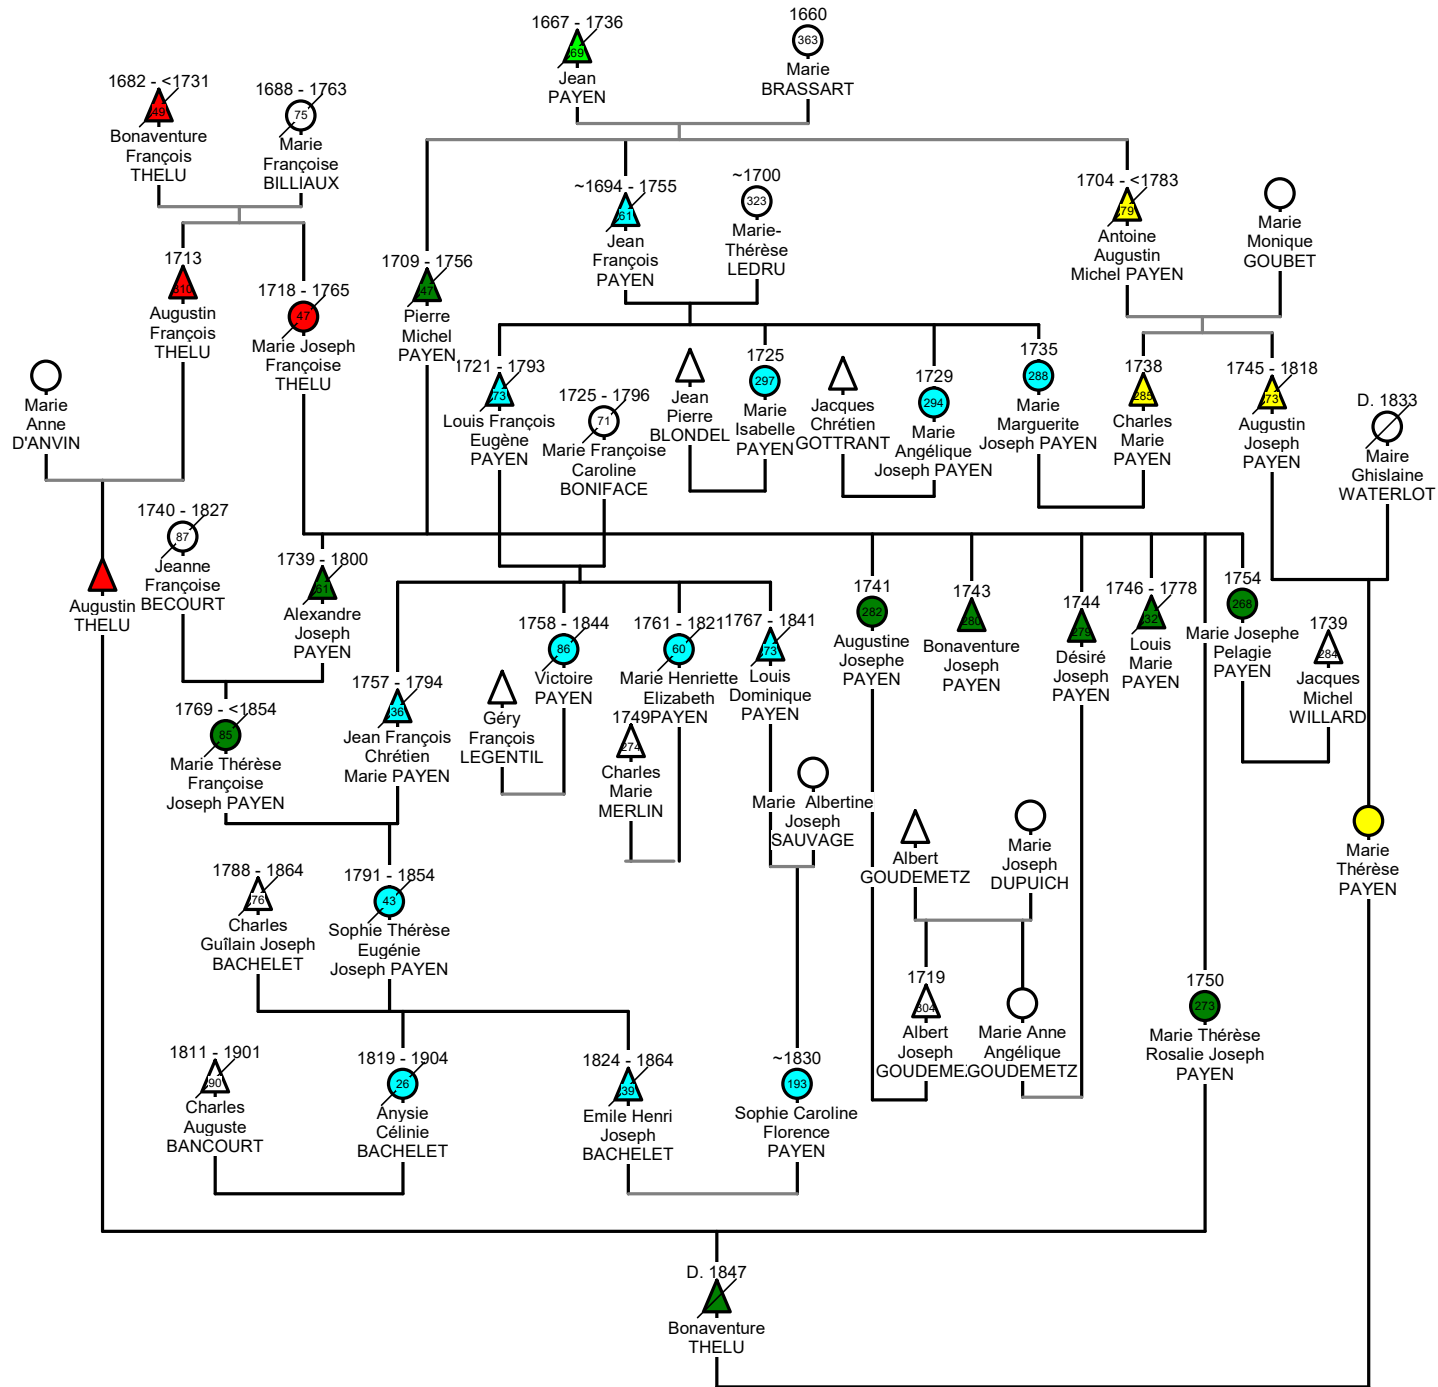 1667 - 1736
69
Jean
PAYEN
1660
363
Marie
BRASSART
1682 - <1731
49
Bonaventure
François
THELU
1688 - 1763
75
Marie
Françoise
BILLIAUX
~1694 - 1755
61
Jean
François
PAYEN
~1700
323
Marie-
Thérèse
LEDRU
1704 - <1783
79
Antoine
Augustin
Michel PAYEN
Marie
Monique
GOUBET
1713
310
Augustin
François
THELU
1718 - 1765
47
Marie Joseph
Françoise
THELU
1709 - 1756
47
Pierre
Michel
PAYEN
Marie
Anne
D'ANVIN
1721 - 1793
73
Louis François
Eugène
PAYEN
1725 - 1796
71
Marie Françoise
Caroline
BONIFACE
Jean
Pierre
BLONDEL
1725
297
Marie
Isabelle
PAYEN
Jacques
Chrétien
GOTTRANT
1729
294
Marie
Angélique
Joseph PAYEN
1735
288
Marie
Marguerite
Joseph PAYEN
1738
285
Charles
Marie
PAYEN
1745 - 1818
73
Augustin
Joseph
PAYEN
D. 1833
Maire
Ghislaine
WATERLOT
Augustin
THELU
1740 - 1827
87
Jeanne
Françoise
BECOURT
1739 - 1800
61
Alexandre
Joseph
PAYEN
1741
282
Augustine
Josephe
PAYEN
1743
280
Bonaventure
Joseph
PAYEN
1744
279
Désiré
Joseph
PAYEN
1746 - 1778
32
Louis
Marie
PAYEN
1754
268
Marie Josephe
Pelagie
PAYEN
1739
284
Jacques
Michel
WILLARD
1769 - <1854
85
Marie Thérèse
Françoise
Joseph PAYEN
1757 - 1794
36
Jean François
Chrétien
Marie PAYEN
Géry
François
LEGENTIL
1758 - 1844
86
Victoire
PAYEN
1749
274
Charles
Marie
MERLIN
1761 - 1821
60
Marie Henriette
Elizabeth
PAYEN
1767 - 1841
73
Louis
Dominique
PAYEN
Marie Albertine
Joseph
SAUVAGE
Albert
GOUDEMETZ
Marie
Joseph
DUPUICH
Marie
Thérèse
PAYEN
1788 - 1864
76
Charles
Guîlain Joseph
BACHELET
1791 - 1854
43
Sophie Thérèse
Eugénie
Joseph PAYEN
1719
304
Albert
Joseph
GOUDEME
Marie Anne
Angélique
GOUDEMETZ
1750
273
Marie Thérèse
Rosalie Joseph
PAYEN
1811 - 1901
90
Charles
Auguste
BANCOURT
1819 - 1904
26
Anysie
Célinie
BACHELET
1824 - 1864
39
Emile Henri
Joseph
BACHELET
~1830
193
Sophie Caroline
Florence
PAYEN
D. 1847
Bonaventure
THELU